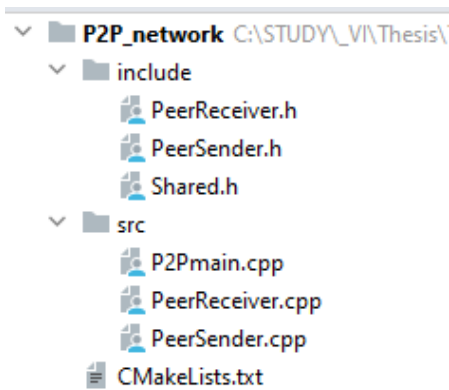 P2P_network C:\STUDY\_VI\Thesis\
include
PeerReceiver.h
PeerSender.h
Shared.h
src
P2Pmain.cpp
PeerReceiver.cpp
PeerSender.cpp
CMakeLists.txt